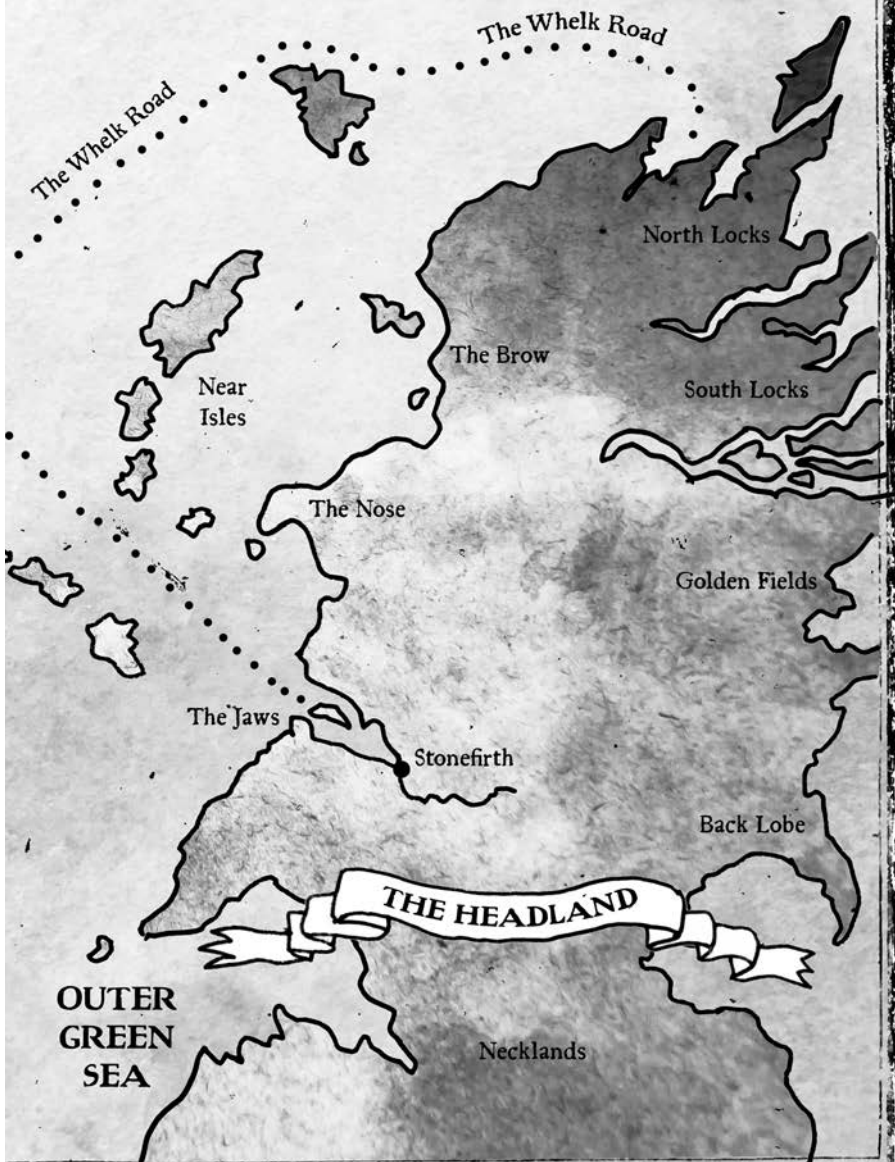 The Whelk Road
The Whelk Road
North Locks
The Brow
Near
Isles
South Locks
The Nose
Golden Fields
The Jaws
Stonefirth
Back Lobe
THE HEADLAND
OUTER
GREEN
SEA
Necklands